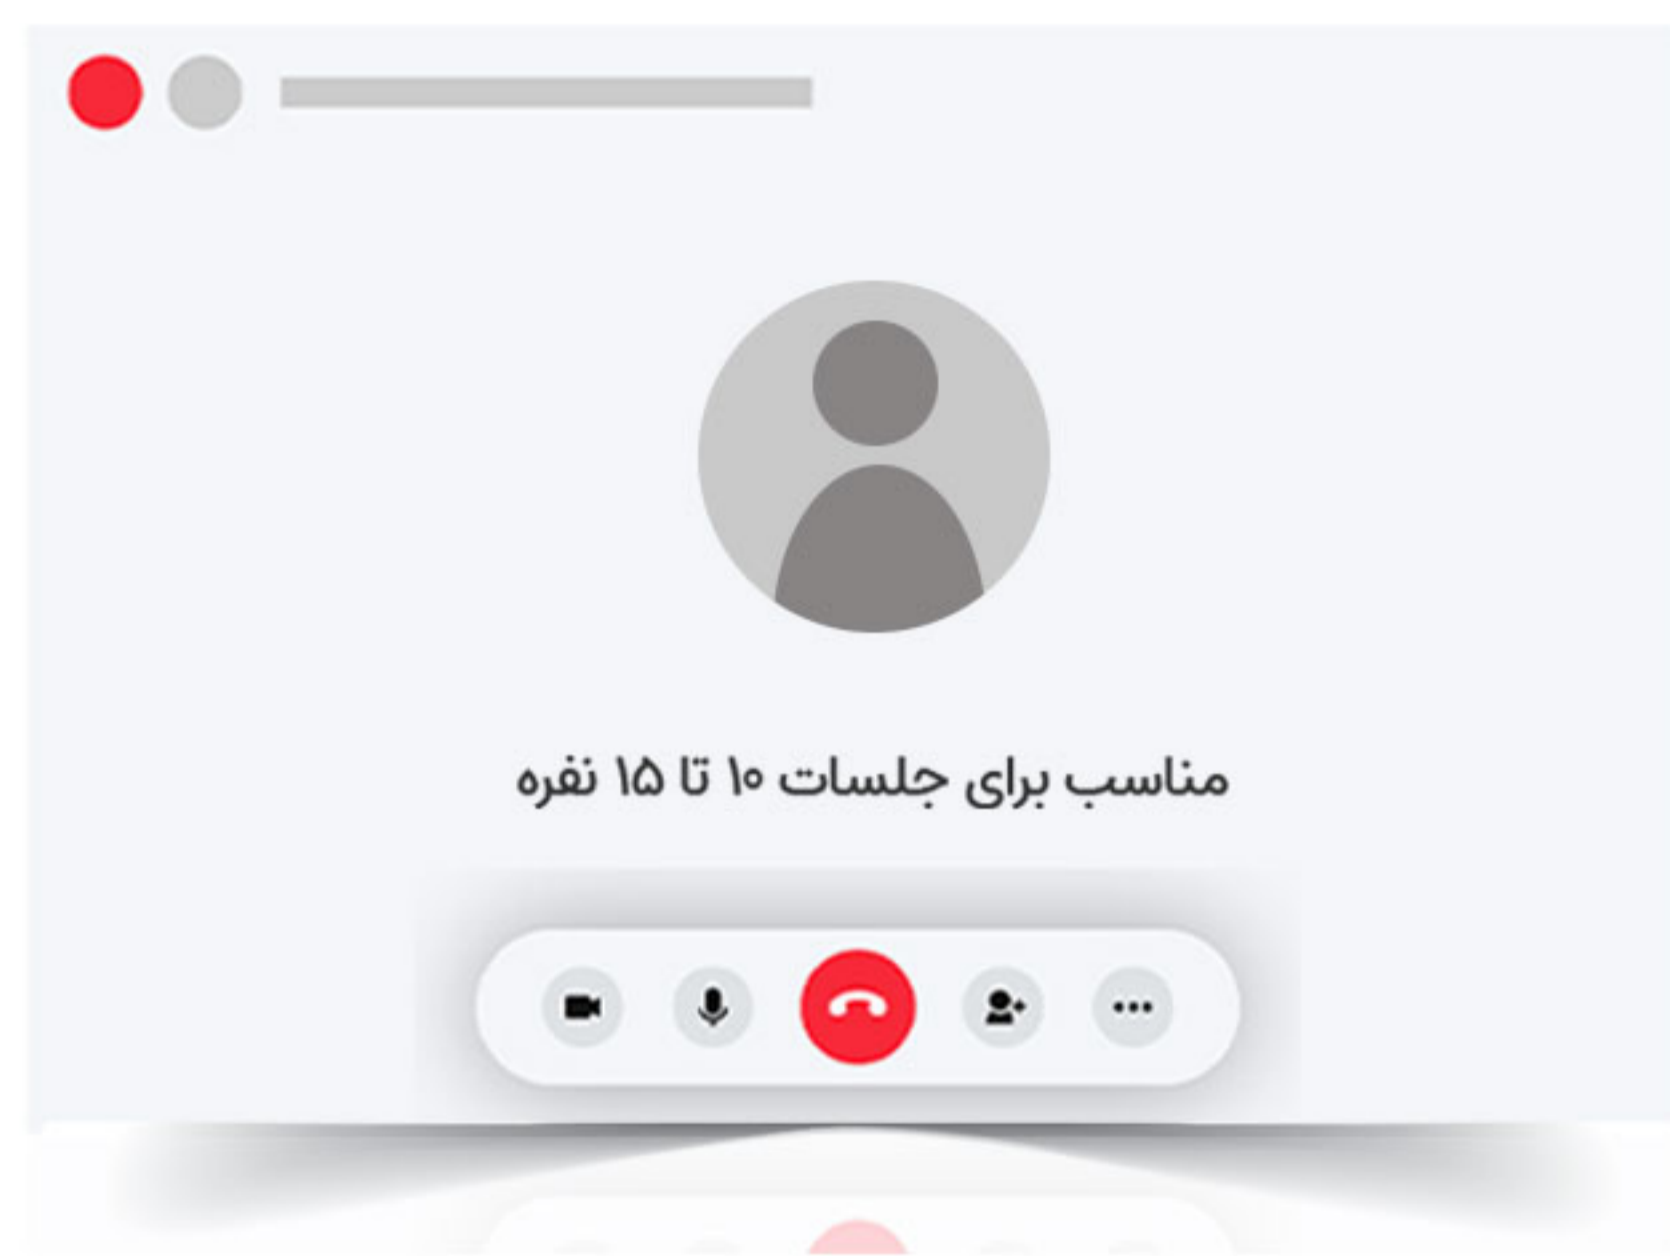 مناسب برای جلسات ۱۰ تا ۱۵ نفره